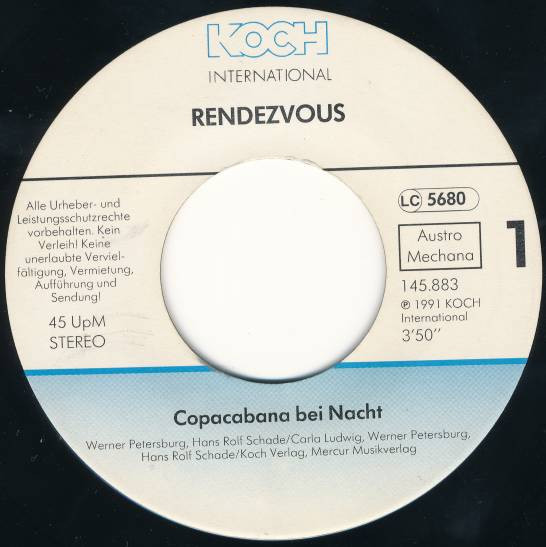 KOCH
INTERNATIONAL
RENDEZVOUS
Alle Urheber- und
Leistungsschutzrechte
vorbehalten. Kein
Verleih! Keine
unerlaubte Verviel-
fältigung, Vermietung,
Aufführung und
Sendung!
45 UpM
STEREO
LC 5680
Austro
Mechana
1
145.883
℗ 1991 KOCH
International
3'50''
Copacabana bei Nacht
Werner Petersburg, Hans Rolf Schade/Carla Ludwig, Werner Petersburg,
Hans Rolf Schade/Koch Verlag, Mercur Musikverlag